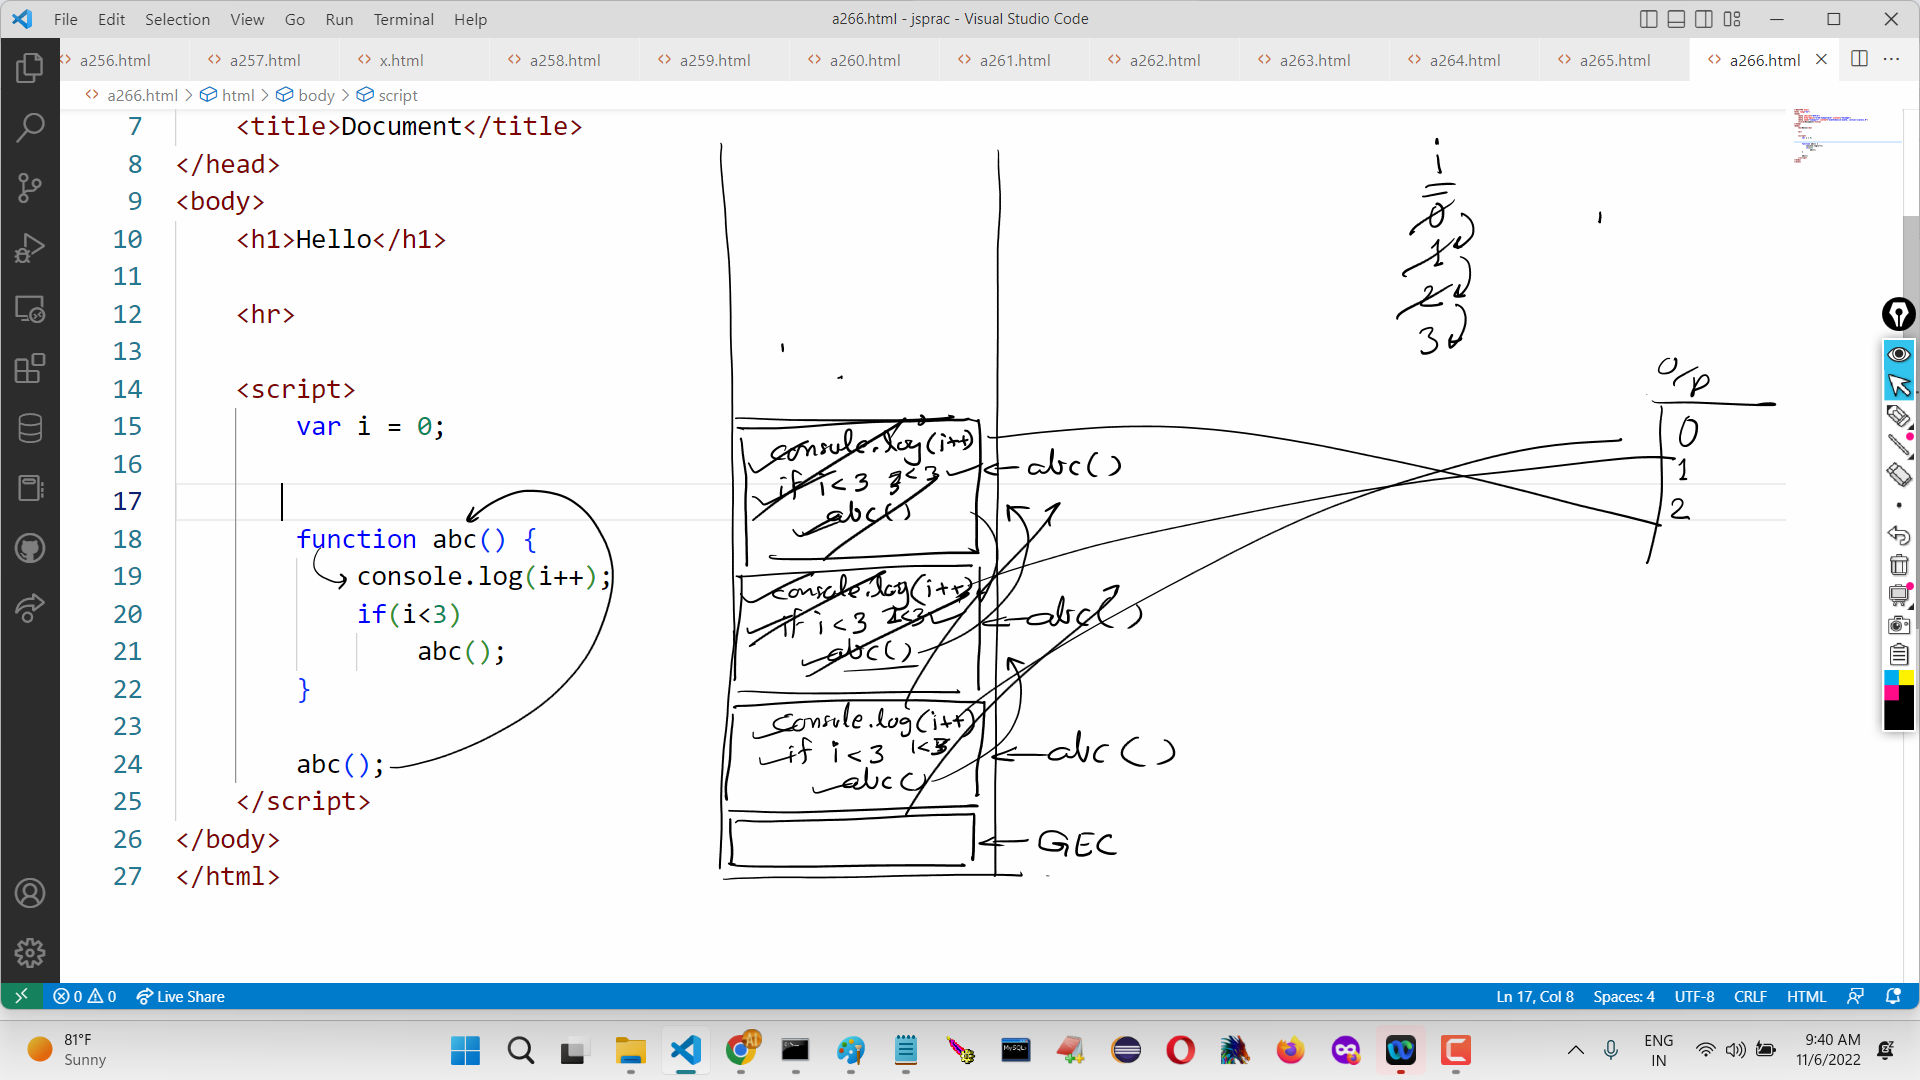 File Edit Selection View Go Run Terminal Help
a266.html - jsprac - Visual Studio Code
a256.html a257.html x.html a258.html a259.html a260.html a261.html a262.html a263.html a264.html a265.html a266.html
a266.html > html > body > script
7 <title>Document</title>
8 </head>
9 <body>
10 <h1>Hello</h1>
11
12 <hr>
13
14 <script>
15 var i = 0;
16
17
18 function abc() {
19 console.log(i++);
20 if(i<3)
21 abc();
22 }
23
24 abc();
25 </script>
26 </body>
27 </html>
i
0
1
2
3
o/p
0
1
2
console.log(i++)
if i<3 3<3
abc()
abc()
console.log(i++)
if i<3 2<3
abc()
abc()
console.log(i++)
if i<3 1<3
abc()
abc()
GEC
0 0 Live Share
Ln 17, Col 8 Spaces: 4 UTF-8 CRLF HTML
81°F
Sunny
ENG
IN
9:40 AM
11/6/2022